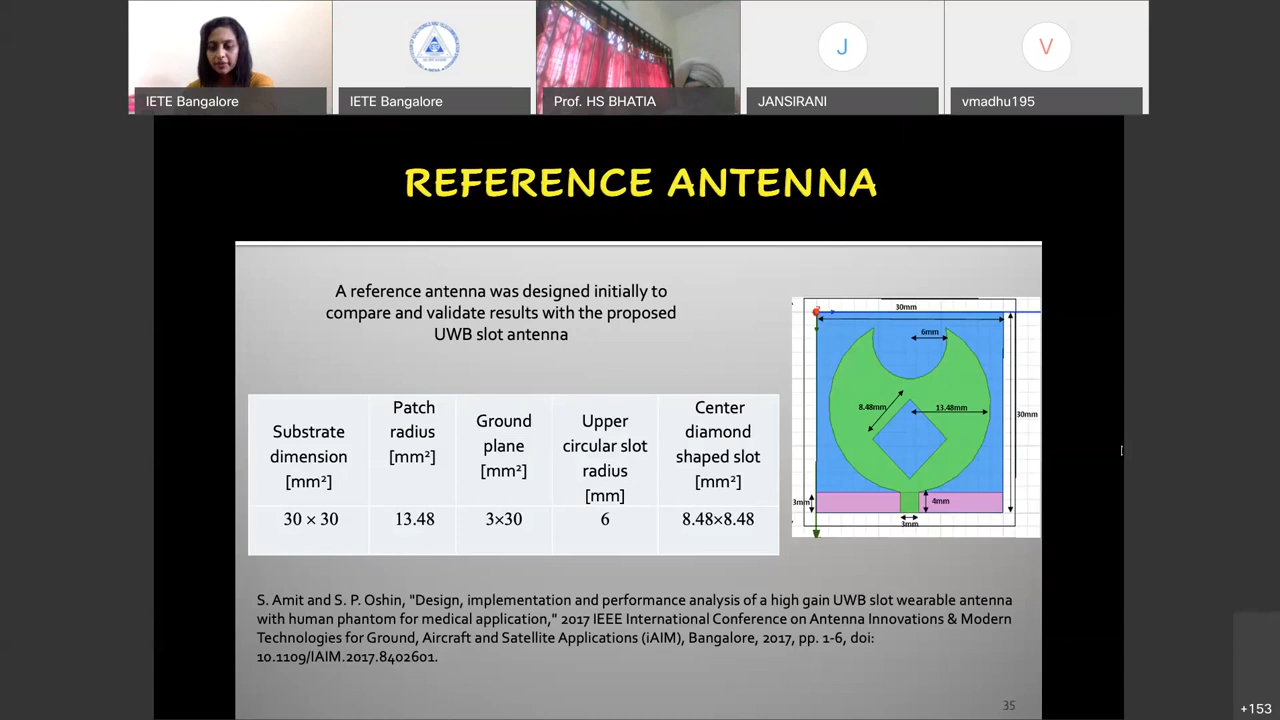 IETE Bangalore
IETE Bangalore
Prof. HS BHATIA
J
JANSIRANI
V
vmadhu195
REFERENCE ANTENNA
A reference antenna was designed initially to
compare and validate results with the proposed
UWB slot antenna
Substrate
dimension
[mm²]
Patch
radius
[mm²]
Ground
plane
[mm²]
Upper
circular slot
radius
[mm]
Center
diamond
shaped slot
[mm²]
30 × 30
13.48
3×30
6
8.48×8.48
30mm
6mm
8.48mm
13.48mm
30mm
3mm
4mm
3mm
S. Amit and S. P. Oshin, "Design, implementation and performance analysis of a high gain UWB slot wearable antenna
with human phantom for medical application," 2017 IEEE International Conference on Antenna Innovations & Modern
Technologies for Ground, Aircraft and Satellite Applications (iAIM), Bangalore, 2017, pp. 1-6, doi:
10.1109/IAIM.2017.8402601.
35
+153